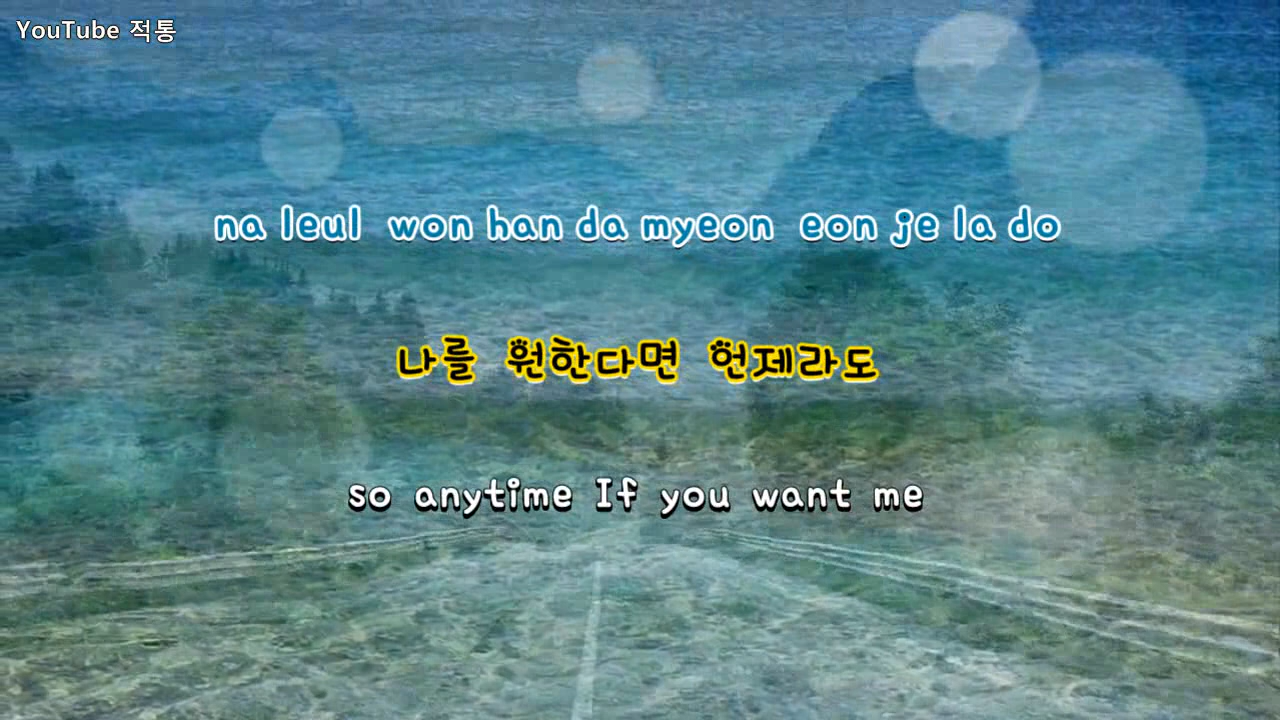 YouTube 적통
na leul won han da myeon eon je la do
나를 원한다면 언제라도
so anytime If you want me